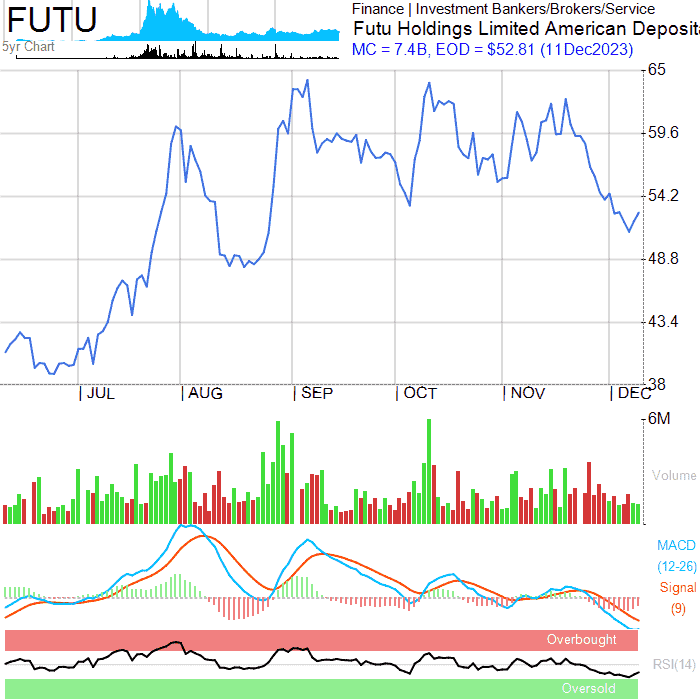 FUTU
5yr Chart
Finance | Investment Bankers/Brokers/Service
Futu Holdings Limited American Deposit
MC = 7.4B, EOD = $52.81 (11Dec2023)
65
59.6
54.2
48.8
43.4
38
| JUL | AUG | SEP | OCT | NOV | DEC
6M
Volume
MACD
(12-26)
Signal
(9)
Overbought
RSI(14)
Oversold